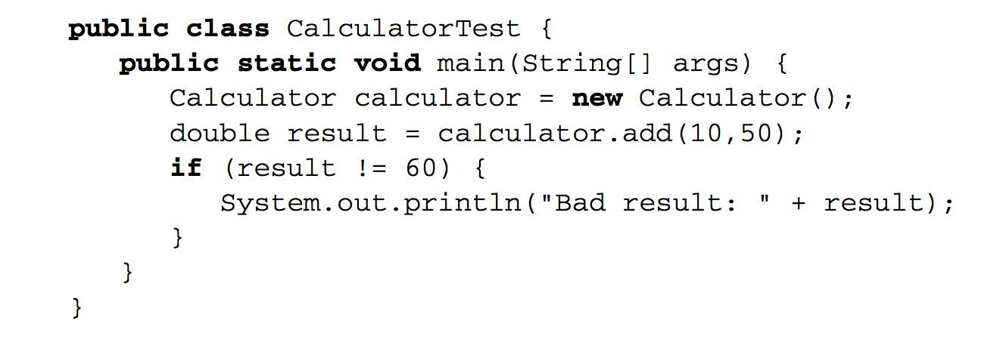 public class CalculatorTest {
public static void main(String[] args) {
Calculator calculator = new Calculator();
double result = calculator.add(10,50);
if (result != 60) {
System.out.println("Bad result: " + result);
}
}
}